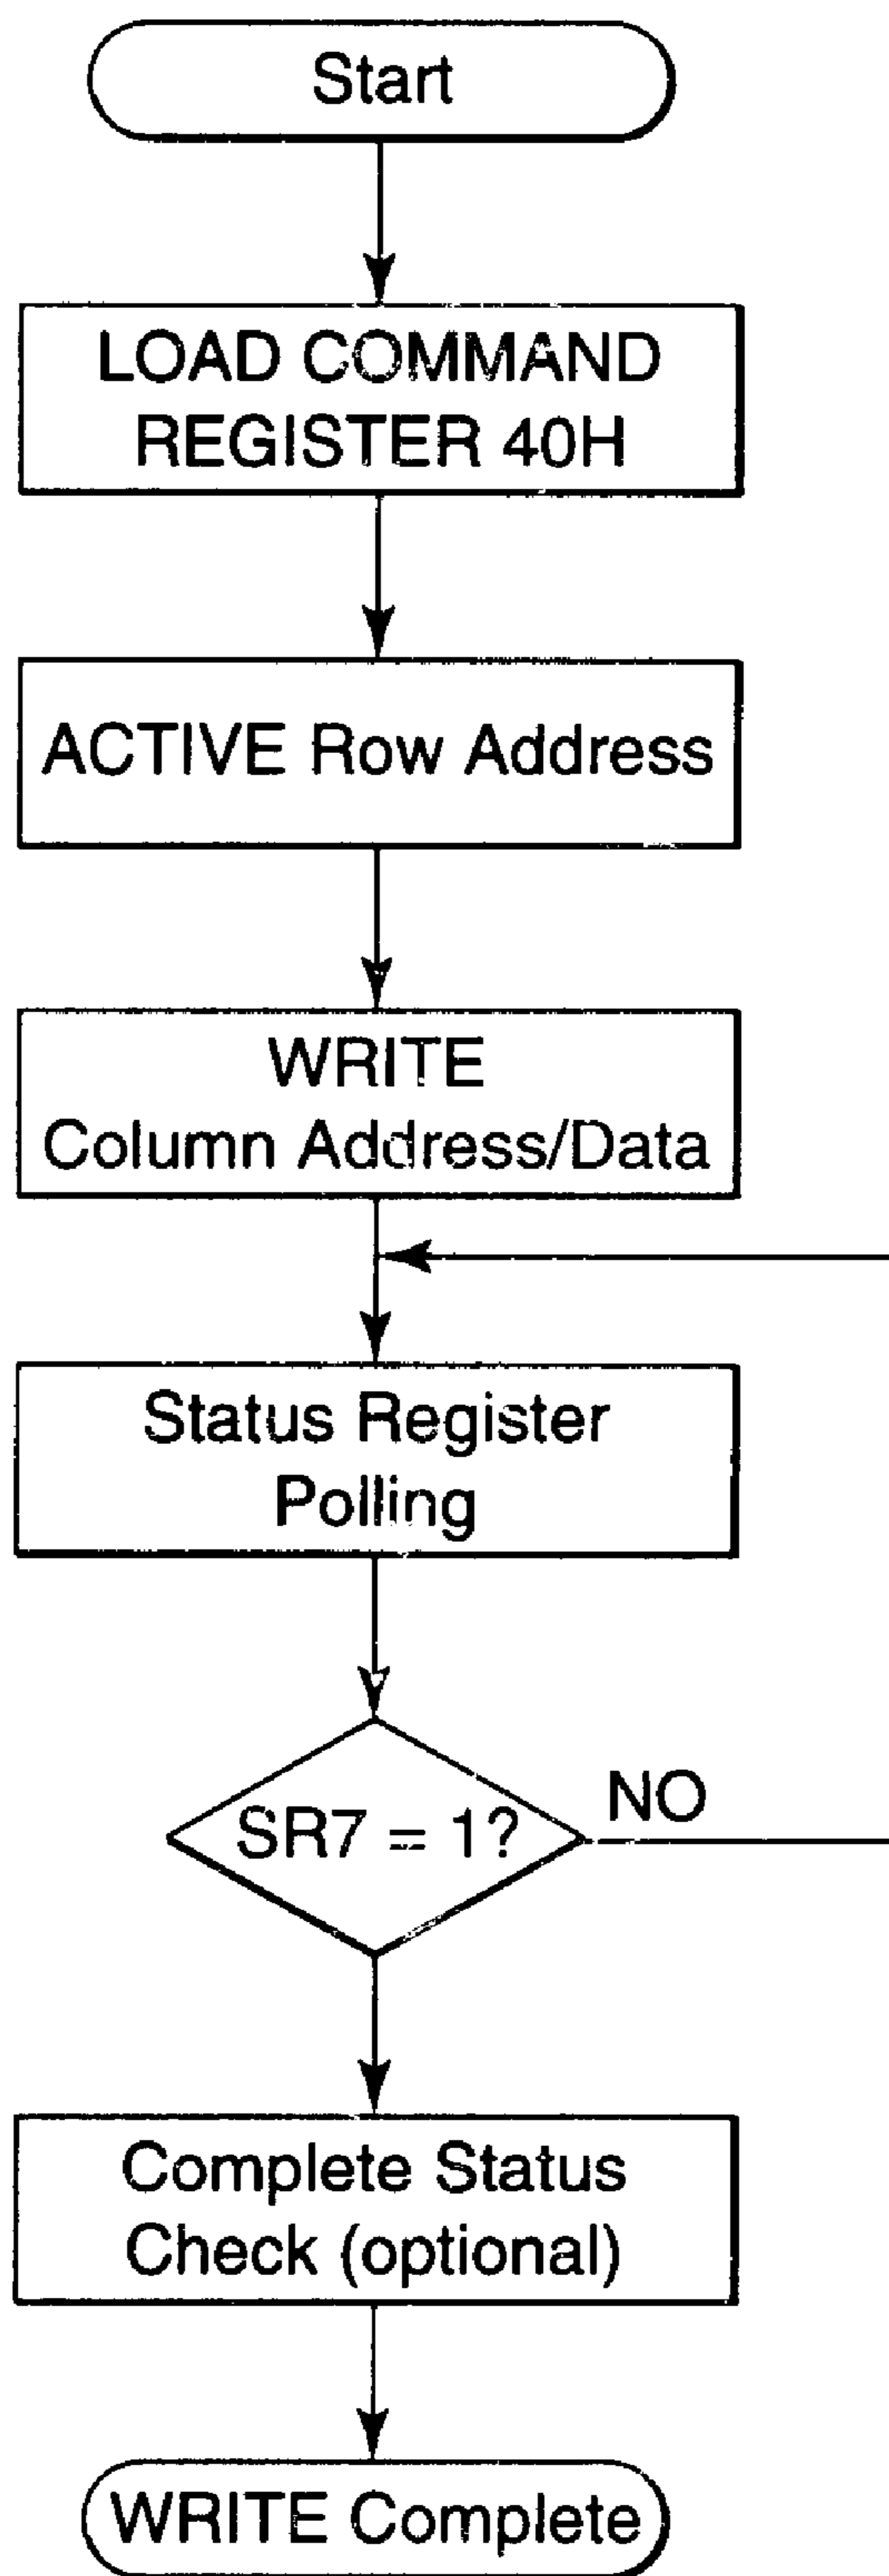 Start
LOAD COMMAND
REGISTER 40H
ACTIVE Row Address
WRITE
Column Address/Data
Status Register
Polling
SR7 = 1?
NO
Complete Status
Check (optional)
WRITE Complete